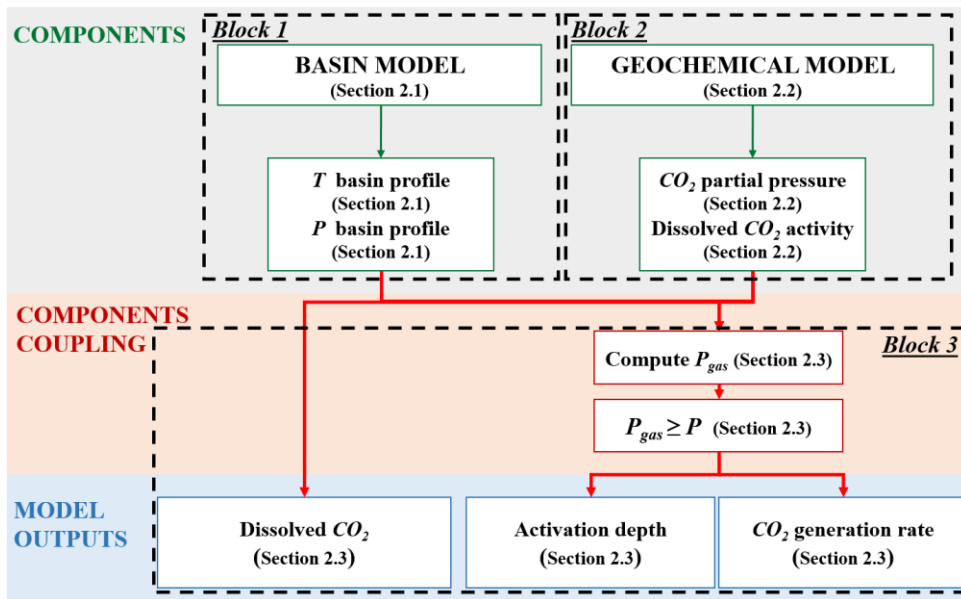 COMPONENTS
Block 1
BASIN MODEL
(Section 2.1)
T basin profile
(Section 2.1)
P basin profile
(Section 2.1)
Block 2
GEOCHEMICAL MODEL
(Section 2.2)
CO₂ partial pressure
(Section 2.2)
Dissolved CO₂ activity
(Section 2.2)
COMPONENTS
COUPLING
Block 3
Compute P_gas (Section 2.3)
P_gas ≥ P (Section 2.3)
MODEL
OUTPUTS
Dissolved CO₂
(Section 2.3)
Activation depth
(Section 2.3)
CO₂ generation rate
(Section 2.3)